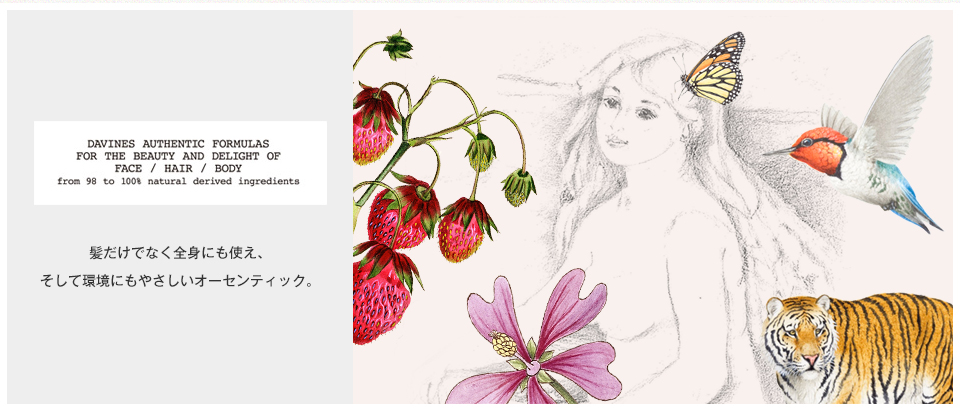 DAVINES AUTHENTIC FORMULAS
FOR THE BEAUTY AND DELIGHT OF
FACE / HAIR / BODY
from 98 to 100% natural derived ingredients
髪だけでなく全身にも使え、
そして環境にもやさしいオーセンティック。